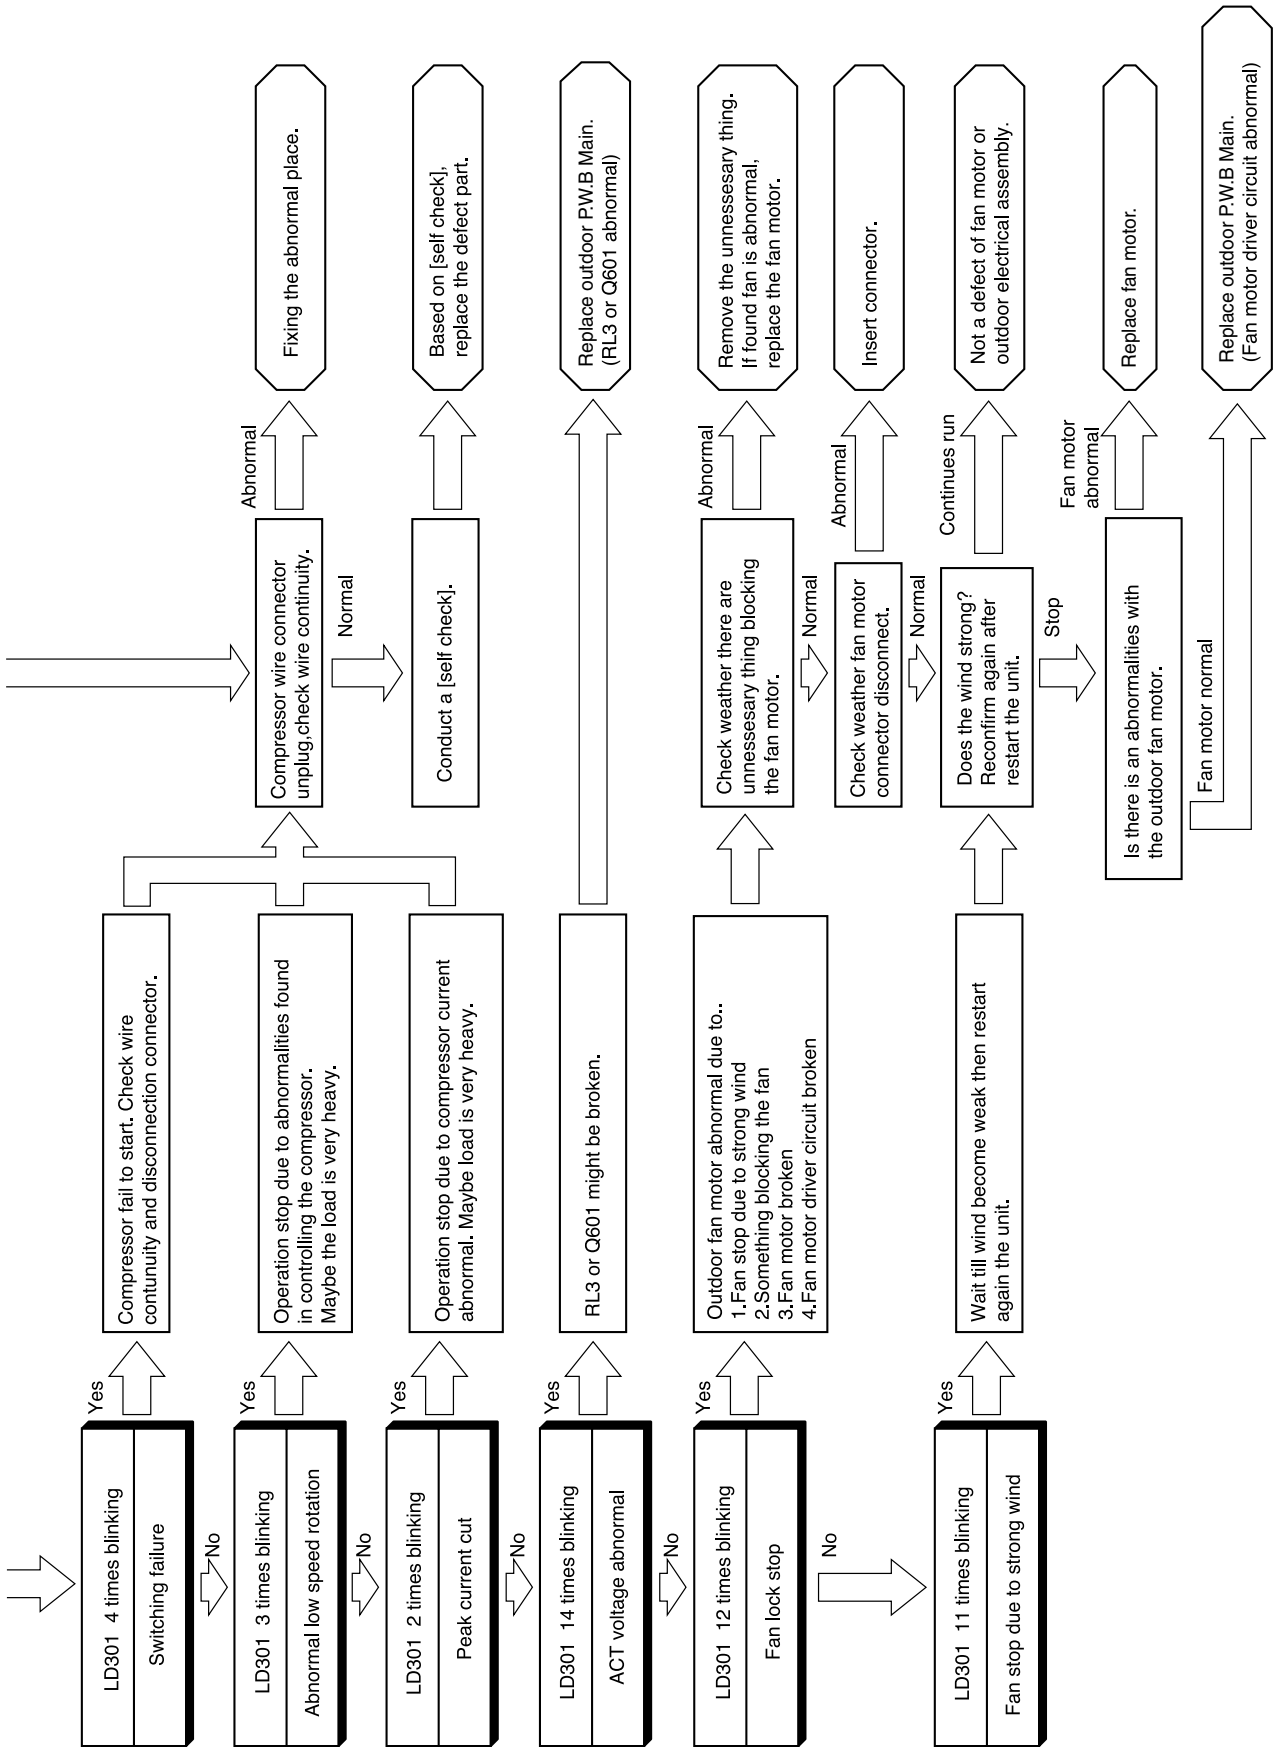 LD301  4 times blinking
Switching failure
Yes
Compressor fail to start. Check wire
contunuity and disconnection connector.
No
LD301  3 times blinking
Abnormal low speed rotation
Yes
Operation stop due to abnormalities found
in controlling the compressor.
Maybe the load is very heavy.
Compressor wire connector
unplug,check wire continuity.
Abnormal
Fixing the abnormal place.
Normal
No
LD301  2 times blinking
Peak current cut
Yes
Operation stop due to compressor current
abnormal. Maybe load is very heavy.
Conduct a [self check].
Based on [self check],
replace the defect part.
No
LD301  14 times blinking
ACT voltage abnormal
Yes
RL3 or Q601 might be broken.
Replace outdoor P.W.B Main.
(RL3 or Q601 abnormal)
No
LD301  12 times blinking
Fan lock stop
Yes
Outdoor fan motor abnormal due to..
1.Fan stop due to strong wind
2.Something blocking the fan
3.Fan motor broken
4.Fan motor driver circuit broken
Check weather there are
unnessesary thing blocking
the fan motor.
Abnormal
Remove the unnessesary thing.
If found fan is abnormal,
replace the fan motor.
Normal
Check weather fan motor
connector disconnect.
Abnormal
Insert connector.
Normal
No
LD301  11 times blinking
Fan stop due to strong wind
Yes
Wait till wind become weak then restart
again the unit.
Does the wind strong?
Reconfirm again after
restart the unit.
Continues run
Not a defect of fan motor or
outdoor electrical assembly.
Stop
Is there is an abnormalities with
the outdoor fan motor.
Fan motor
abnormal
Replace fan motor.
Fan motor normal
Replace outdoor P.W.B Main.
(Fan motor driver circuit abnormal)